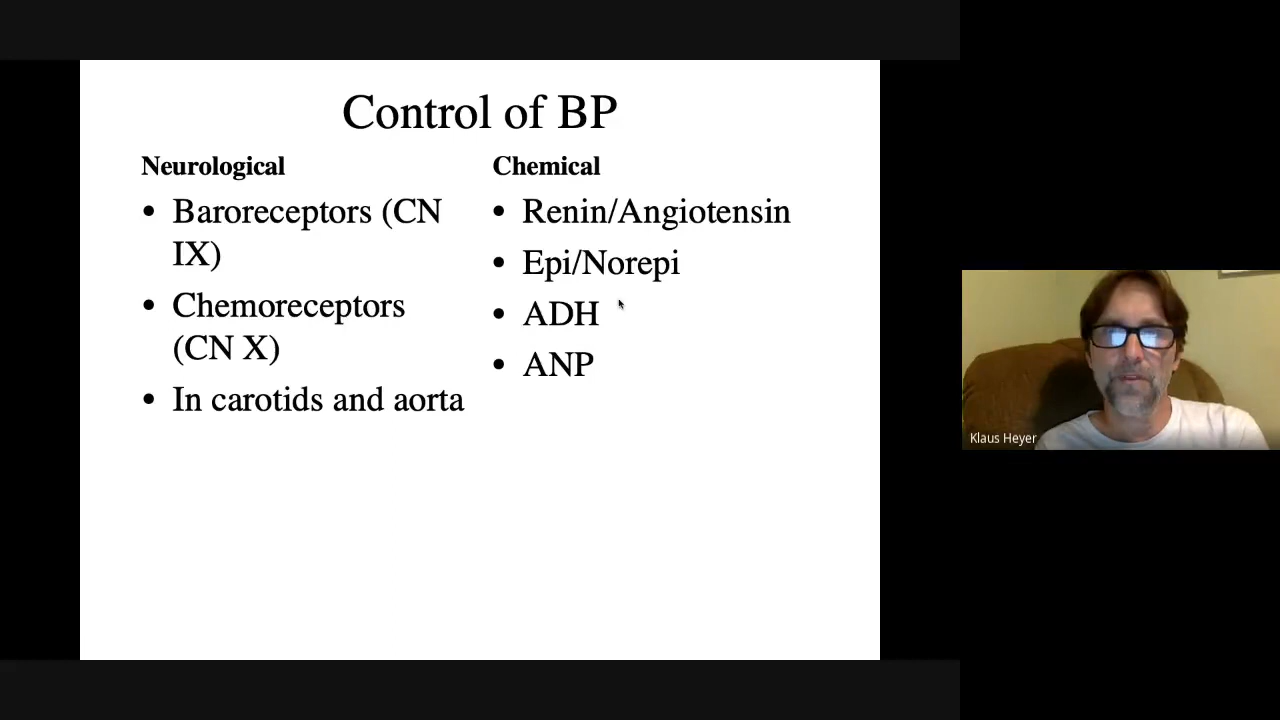 Control of BP
Neurological
• Baroreceptors (CN
IX)
• Chemoreceptors
(CN X)
• In carotids and aorta
Chemical
• Renin/Angiotensin
• Epi/Norepi
• ADH
• ANP
Klaus Heyer